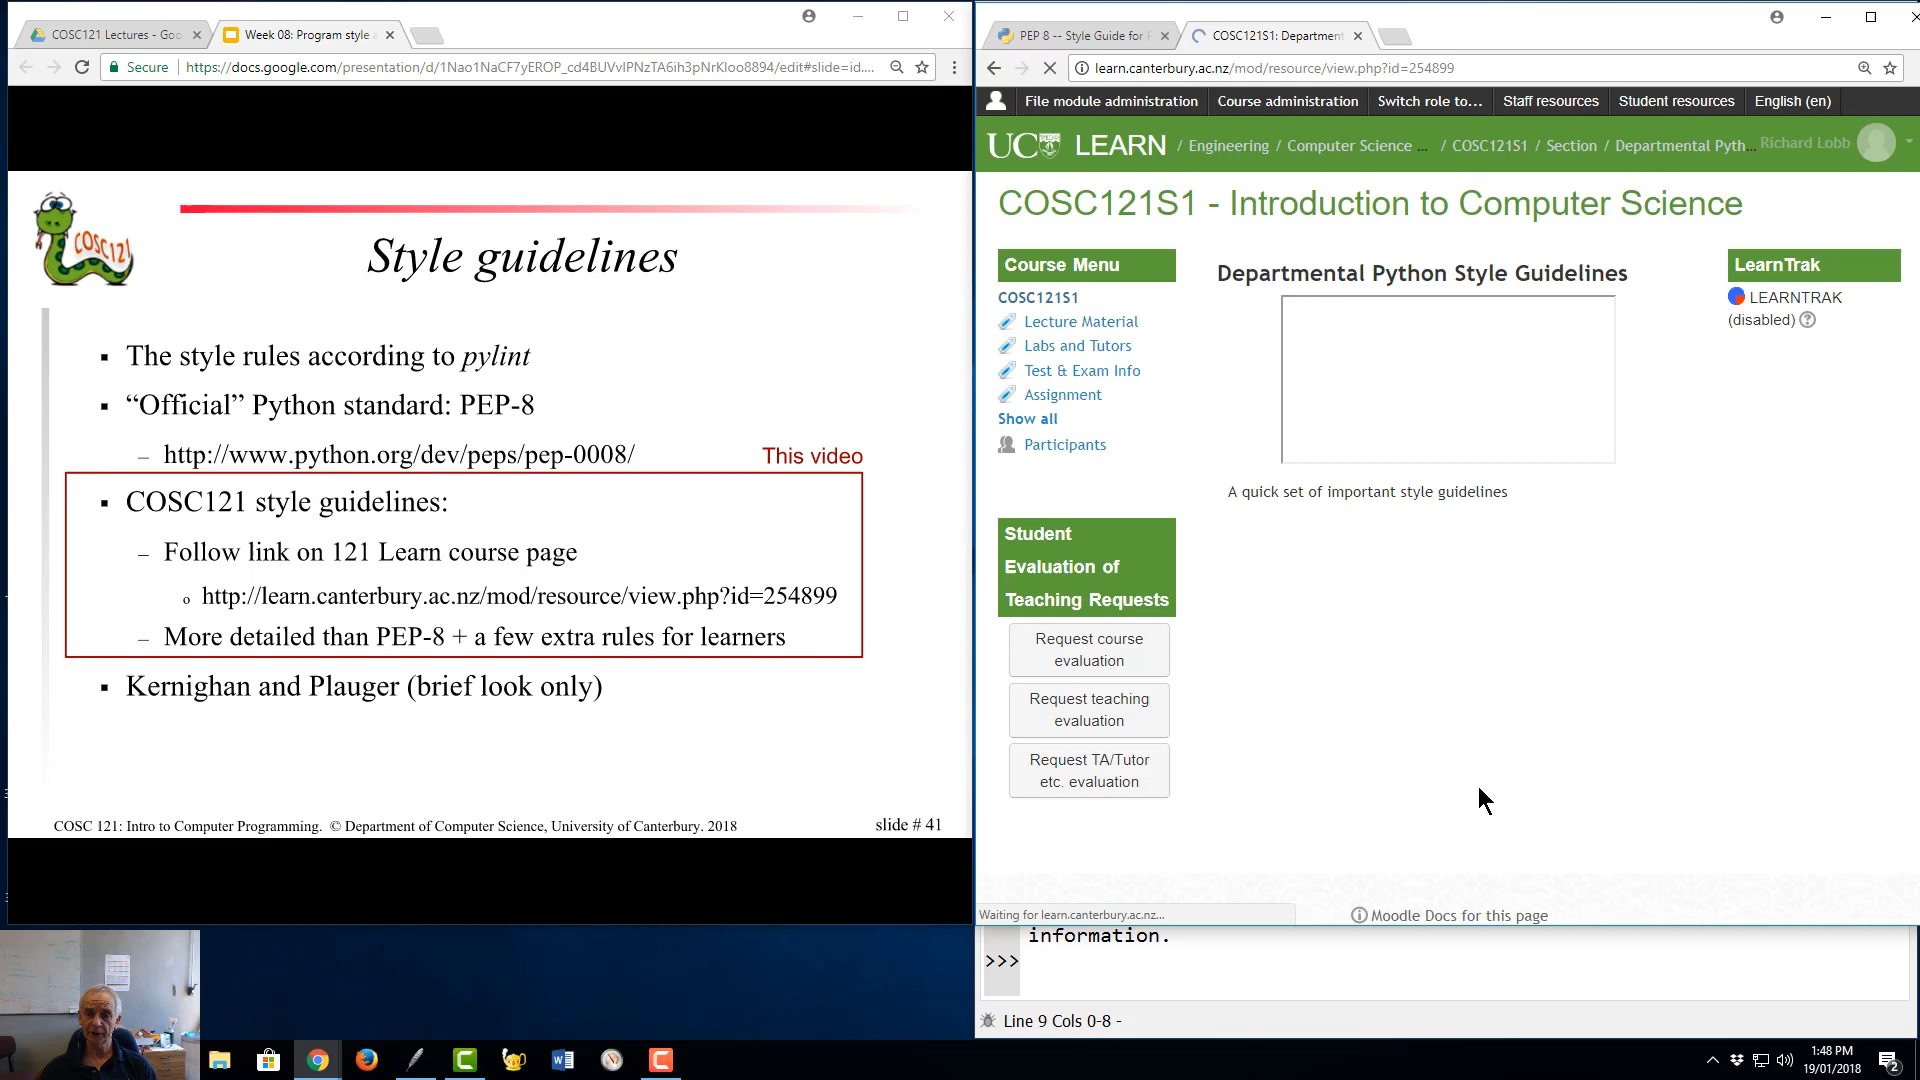 COSC121 Lectures - Goo
Week 08: Program style a
Secure
https://docs.google.com/presentation/d/1Nao1NaCF7yEROP_cd4BUVvIPNzTA6ih3pNrKloo8894/edit#slide=id....
COSC121
Style guidelines
▪ The style rules according to pylint
▪ “Official” Python standard: PEP-8
– http://www.python.org/dev/peps/pep-0008/
This video
▪ COSC121 style guidelines:
– Follow link on 121 Learn course page
o http://learn.canterbury.ac.nz/mod/resource/view.php?id=254899
– More detailed than PEP-8 + a few extra rules for learners
▪ Kernighan and Plauger (brief look only)
COSC 121: Intro to Computer Programming. © Department of Computer Science, University of Canterbury. 2018
slide # 41
PEP 8 -- Style Guide for P
COSC121S1: Department
learn.canterbury.ac.nz/mod/resource/view.php?id=254899
File module administration
Course administration
Switch role to...
Staff resources
Student resources
English (en)
UC LEARN / Engineering / Computer Science ... / COSC121S1 / Section / Departmental Pyth...
Richard Lobb
COSC121S1 - Introduction to Computer Science
Course Menu
COSC121S1
Lecture Material
Labs and Tutors
Test & Exam Info
Assignment
Show all
Participants
Student
Evaluation of
Teaching Requests
Request course
evaluation
Request teaching
evaluation
Request TA/Tutor
etc. evaluation
Departmental Python Style Guidelines
A quick set of important style guidelines
LearnTrak
LEARNTRAK
(disabled)
Waiting for learn.canterbury.ac.nz...
Moodle Docs for this page
information.
>>>
Line 9 Cols 0-8 -
1:48 PM
19/01/2018
2